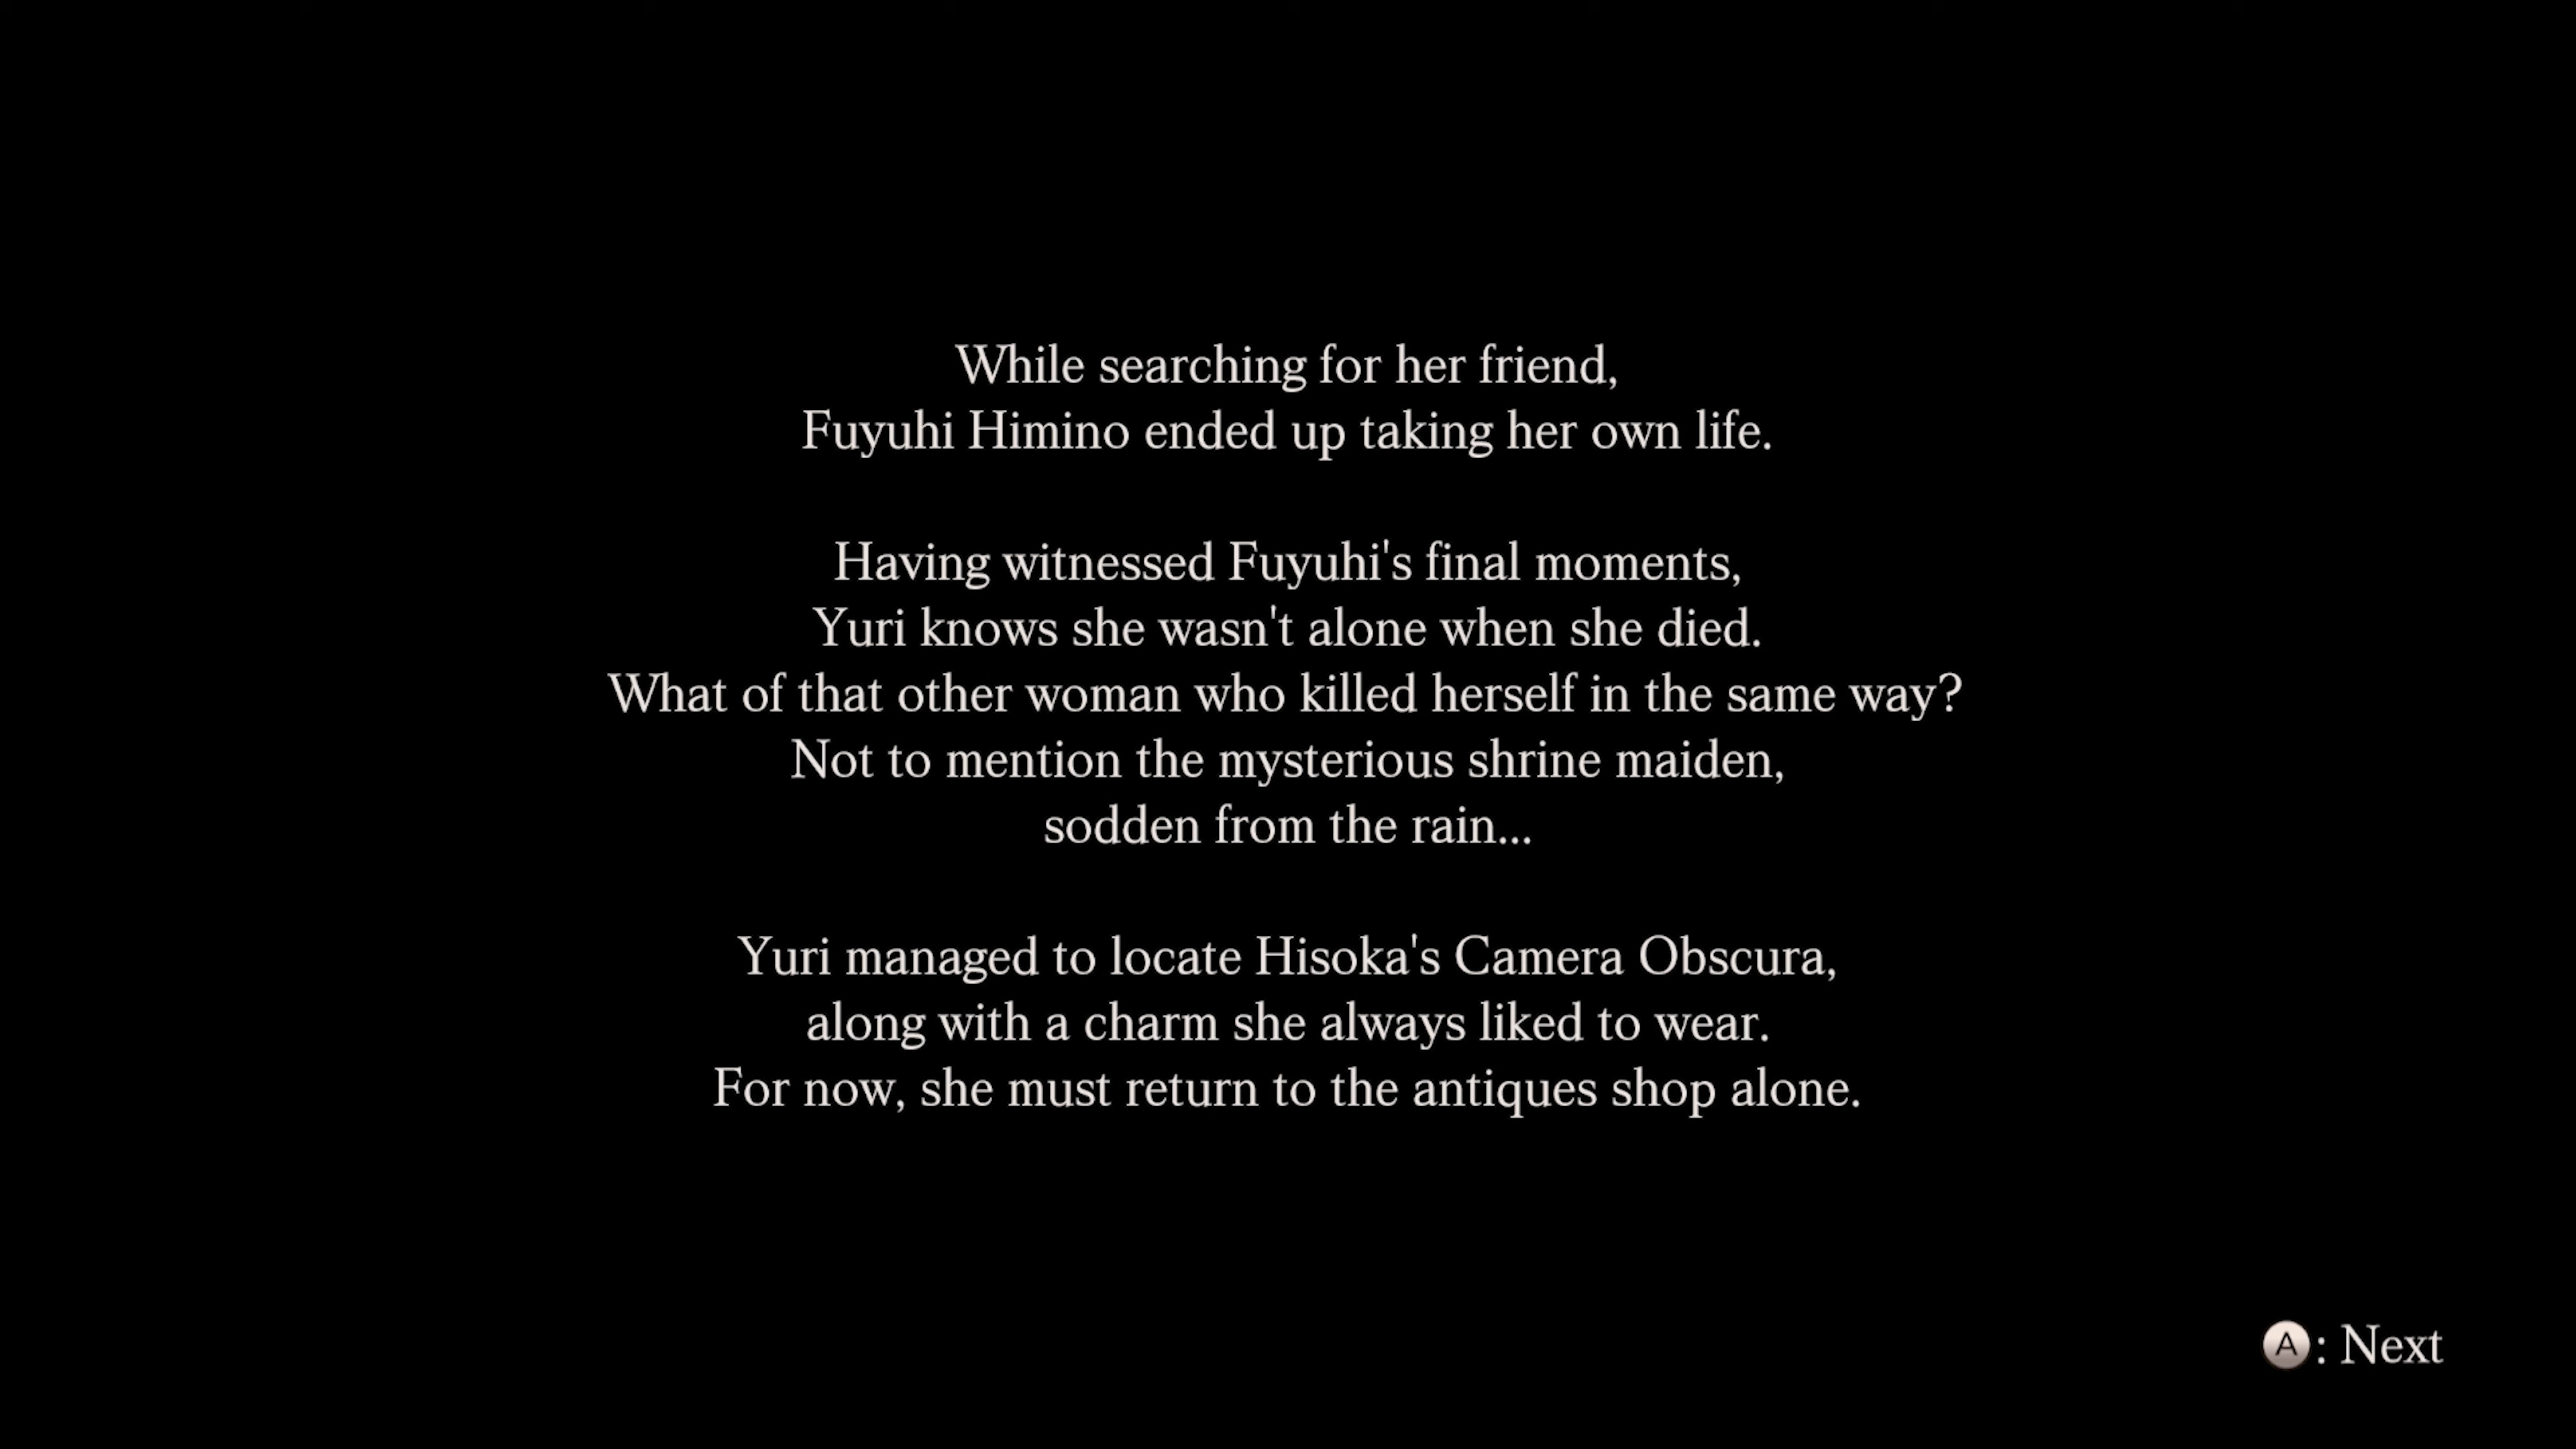 While searching for her friend,
Fuyuhi Himino ended up taking her own life.
Having witnessed Fuyuhi's final moments,
Yuri knows she wasn't alone when she died.
What of that other woman who killed herself in the same way?
Not to mention the mysterious shrine maiden,
sodden from the rain...
Yuri managed to locate Hisoka's Camera Obscura,
along with a charm she always liked to wear.
For now, she must return to the antiques shop alone.
A: Next